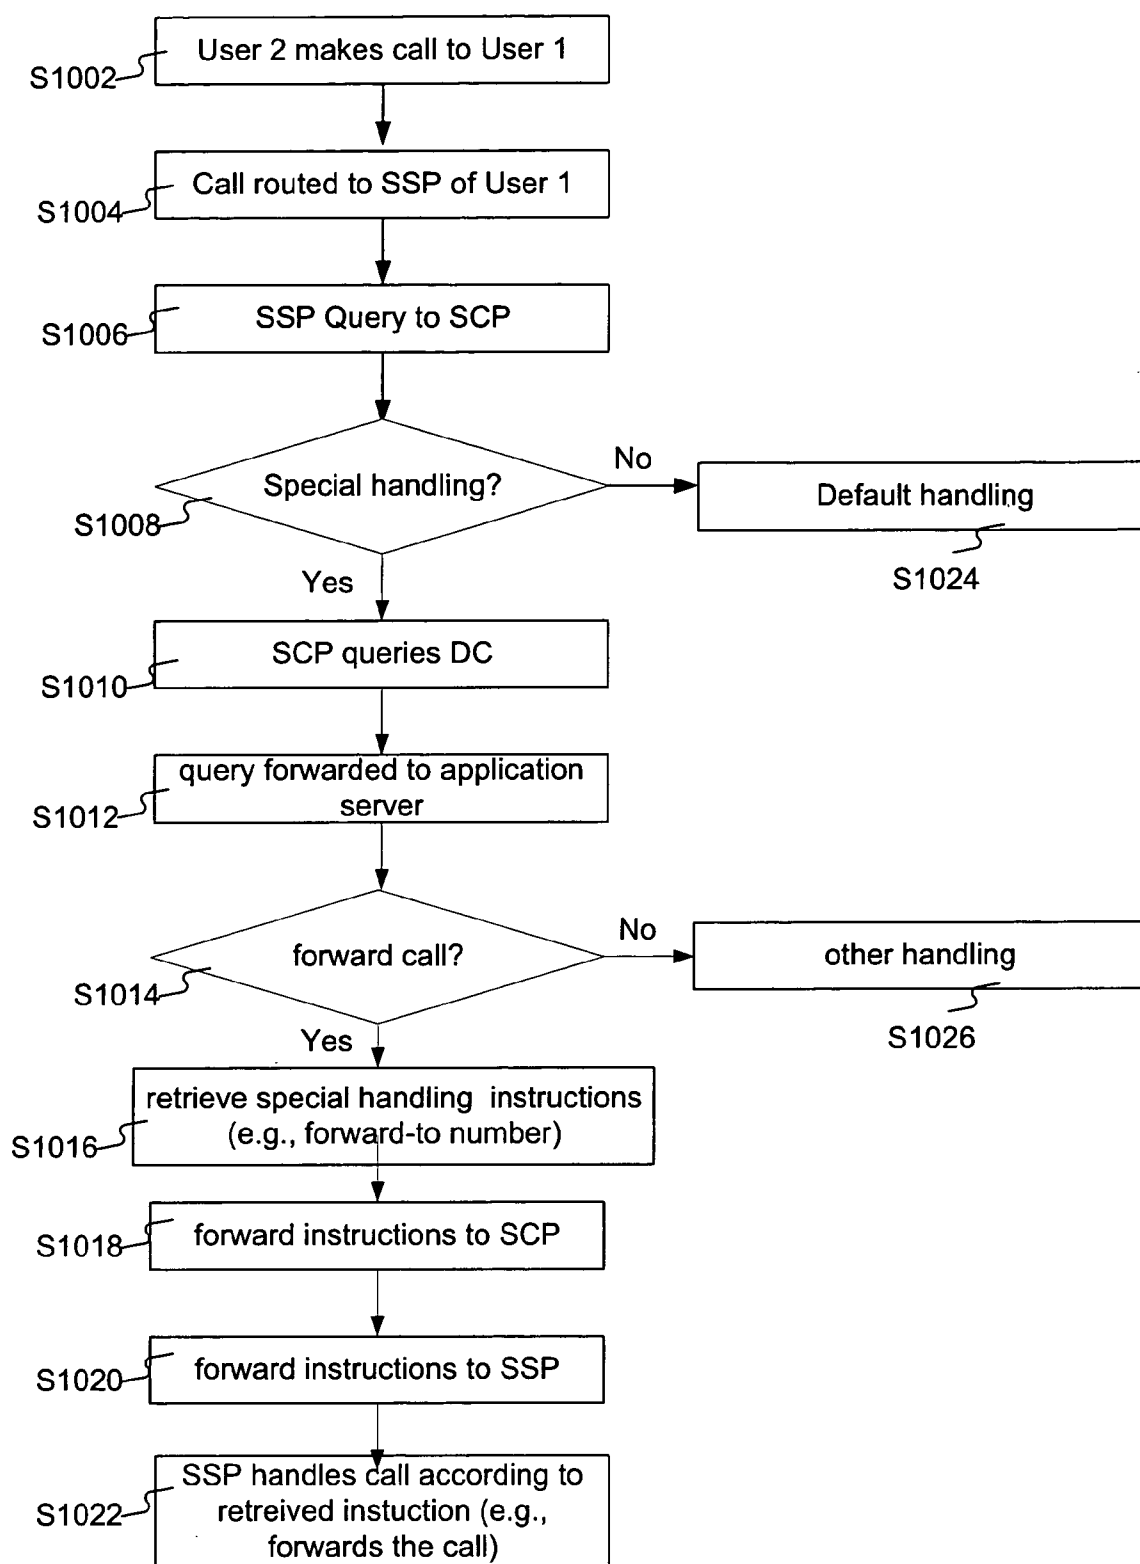 User 2 makes call to User 1
S1002
Call routed to SSP of User 1
S1004
SSP Query to SCP
S1006
Special handling?
No
Default handling
S1008
S1024
Yes
SCP queries DC
S1010
query forwarded to application
server
S1012
forward call?
No
other handling
S1014
S1026
Yes
retrieve special handling instructions
(e.g., forward-to number)
S1016
forward instructions to SCP
S1018
forward instructions to SSP
S1020
SSP handles call according to
retreived instuction (e.g.,
forwards the call)
S1022